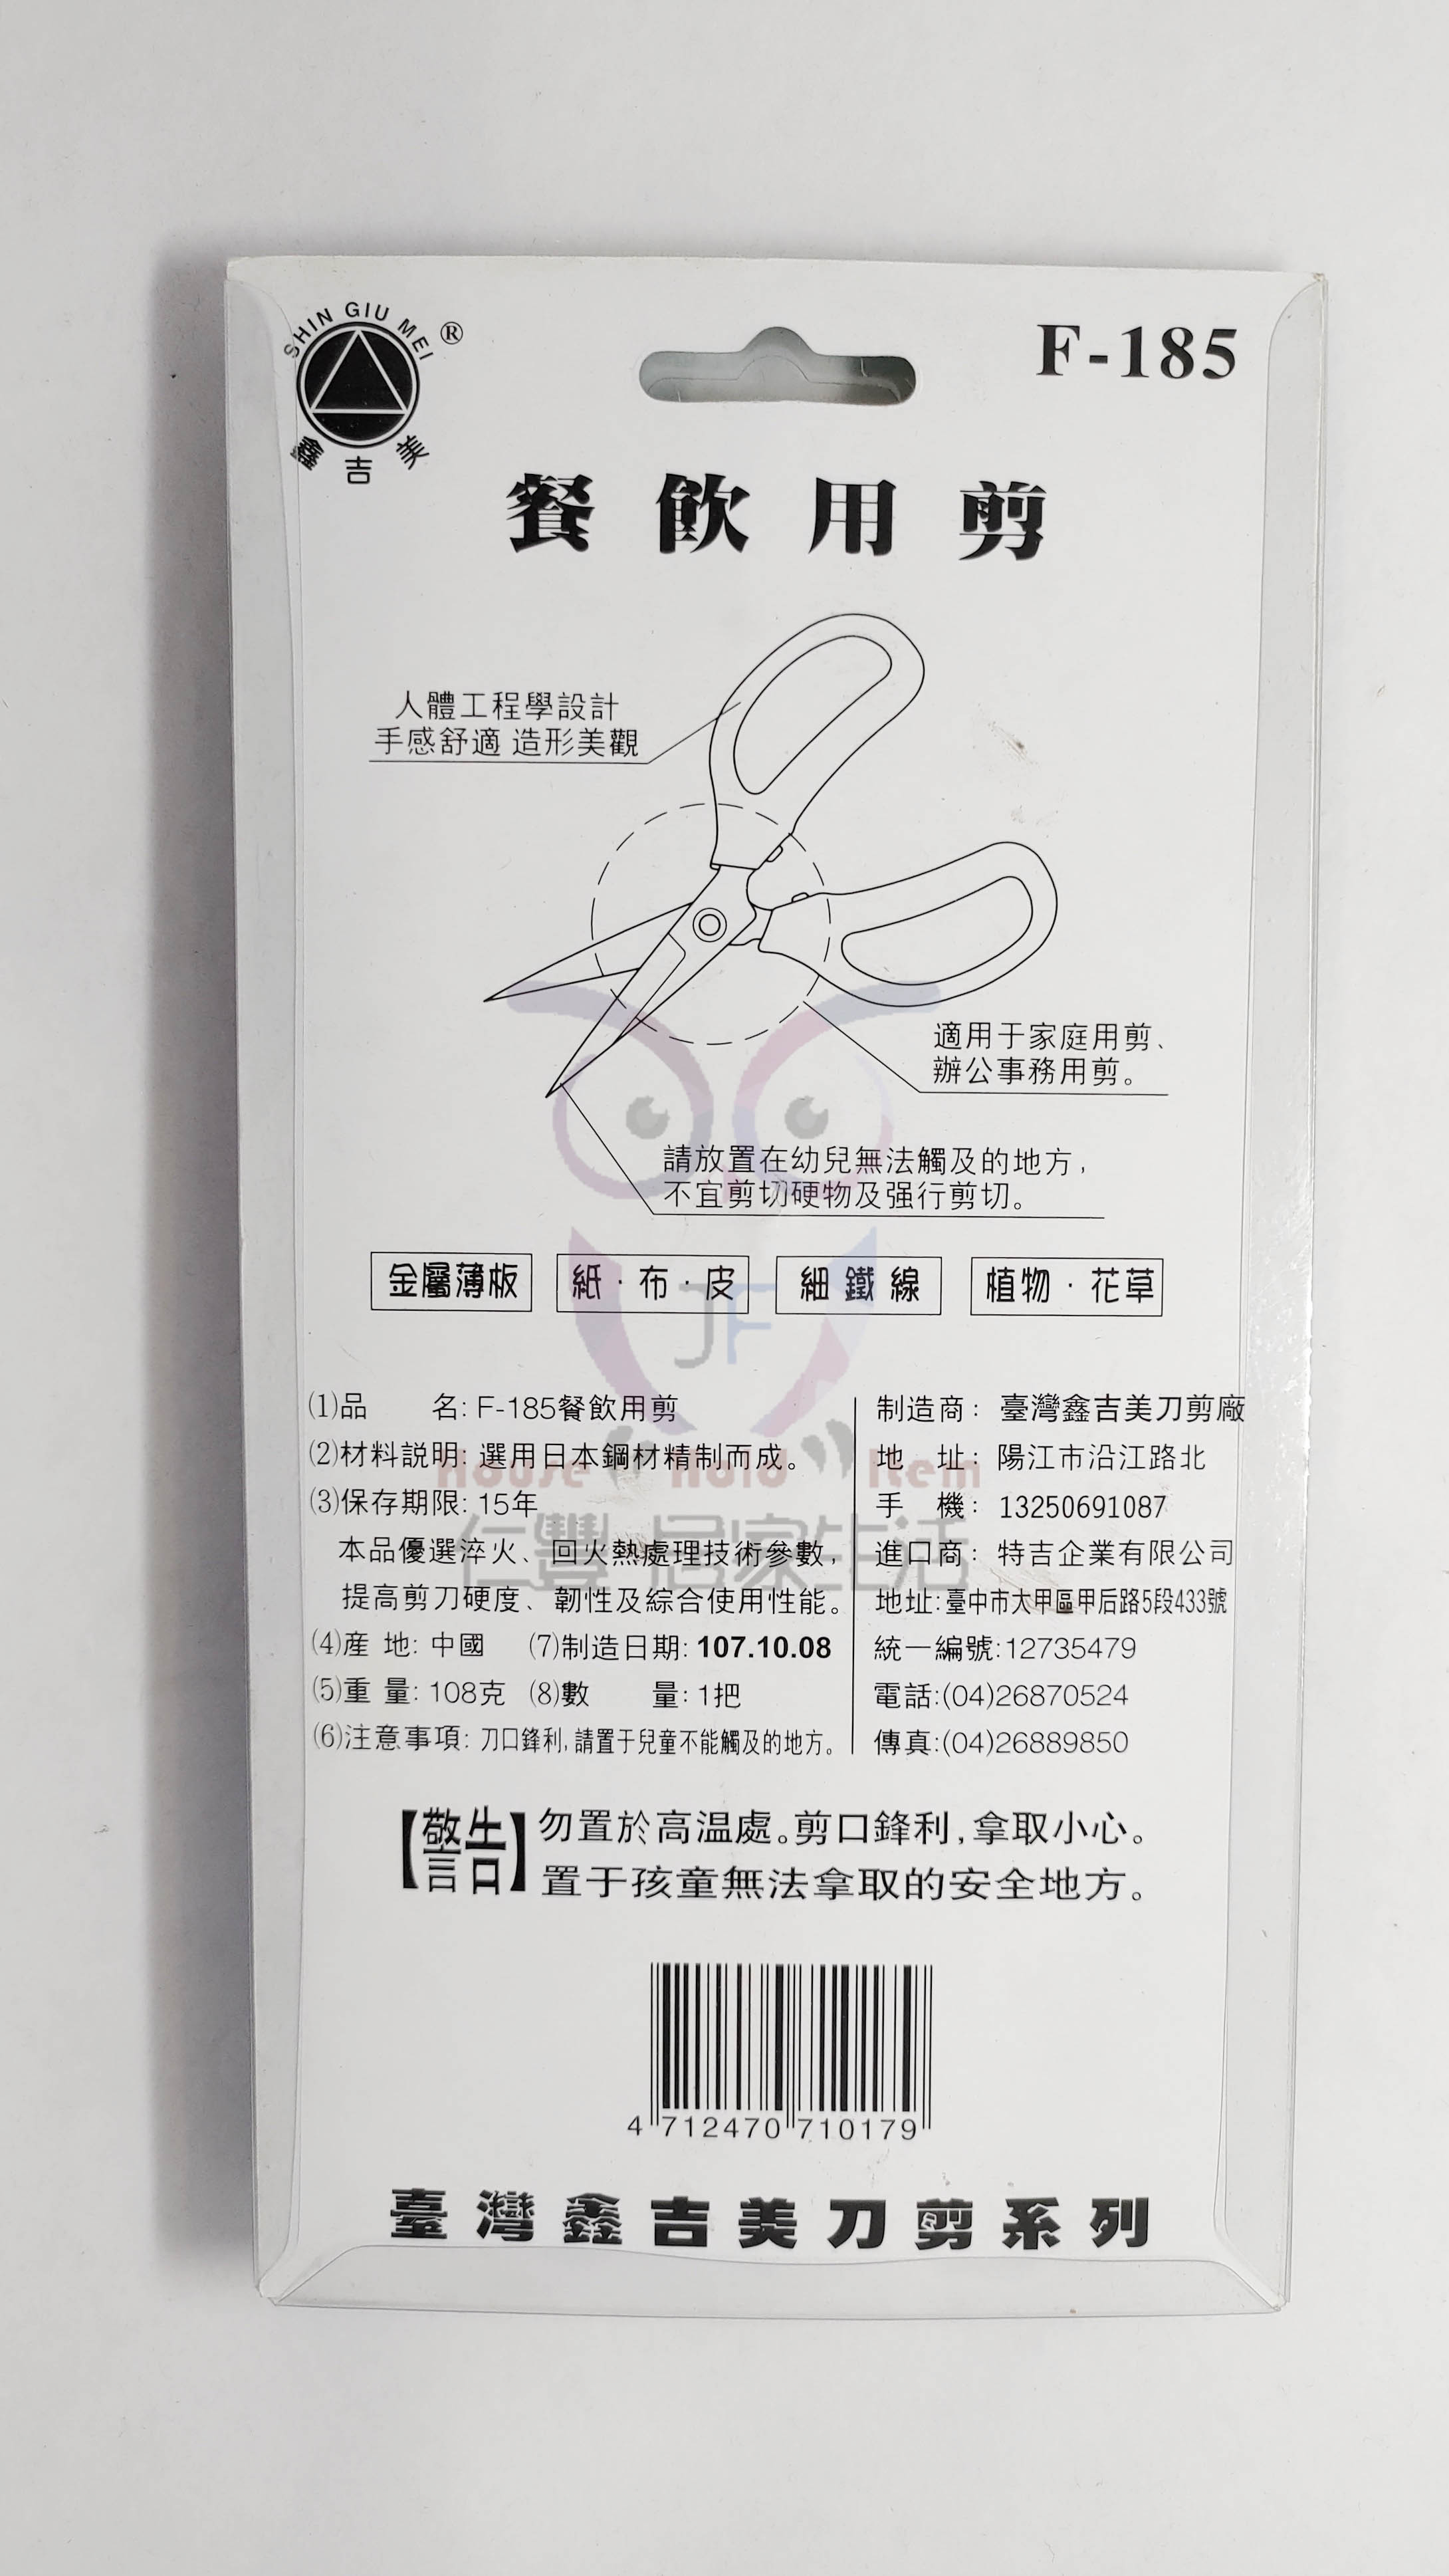 SHIN GIU MEI ®
鑫吉美
F-185
餐飲用剪
人體工程學設計
手感舒適 造形美觀
適用于家庭用剪、
辦公事務用剪。
請放置在幼兒無法觸及的地方，
不宜剪切硬物及强行剪切。
金屬薄板
紙·布·皮
細鐵線
植物·花草
JF
House Hold Item
仁豐 居家生活
⑴品 名: F-185餐飲用剪
⑵材料説明: 選用日本鋼材精制而成。
⑶保存期限: 15年
本品優選淬火、回火熱處理技術參數，
提高剪刀硬度、韌性及綜合使用性能。
⑷産 地: 中國 ⑺制造日期: 107.10.08
⑸重 量: 108克 ⑻數 量: 1把
⑹注意事項: 刀口鋒利,請置于兒童不能觸及的地方。
制造商: 臺灣鑫吉美刀剪廠
地 址: 陽江市沿江路北
手 機: 13250691087
進口商: 特吉企業有限公司
地址:臺中市大甲區甲后路5段433號
統一編號:12735479
電話:(04)26870524
傳真:(04)26889850
【警告】勿置於高温處。剪口鋒利,拿取小心。
置于孩童無法拿取的安全地方。
4 712470 710179
臺灣鑫吉美刀剪系列